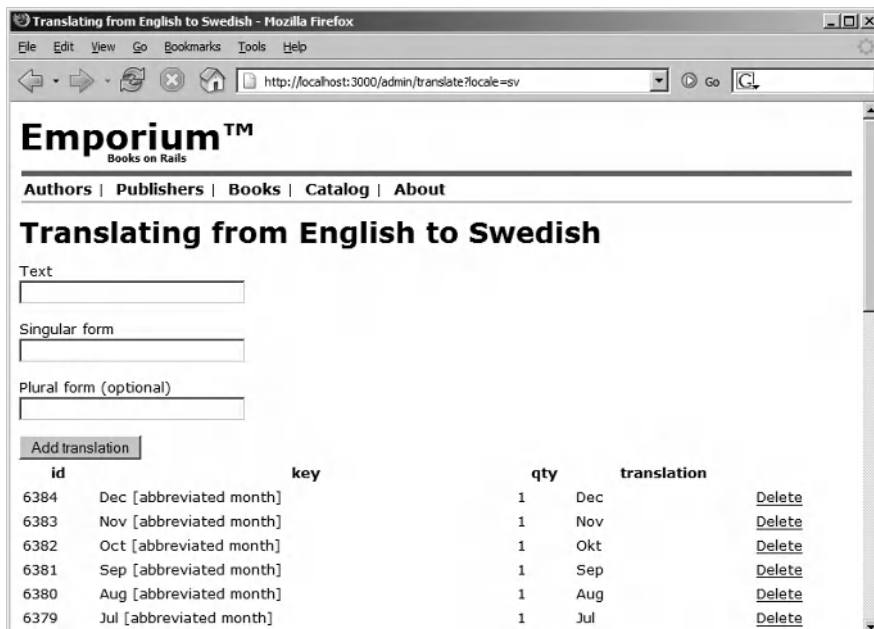 Translating from English to Swedish - Mozilla Firefox
File Edit View Go Bookmarks Tools Help
http://localhost:3000/admin/translate?locale=sv Go G
Emporium™
Books on Rails
Authors | Publishers | Books | Catalog | About
Translating from English to Swedish
Text
Singular form
Plural form (optional)
Add translation
id key qty translation
6384 Dec [abbreviated month] 1 Dec Delete
6383 Nov [abbreviated month] 1 Nov Delete
6382 Oct [abbreviated month] 1 Okt Delete
6381 Sep [abbreviated month] 1 Sep Delete
6380 Aug [abbreviated month] 1 Aug Delete
6379 Jul [abbreviated month] 1 Jul Delete